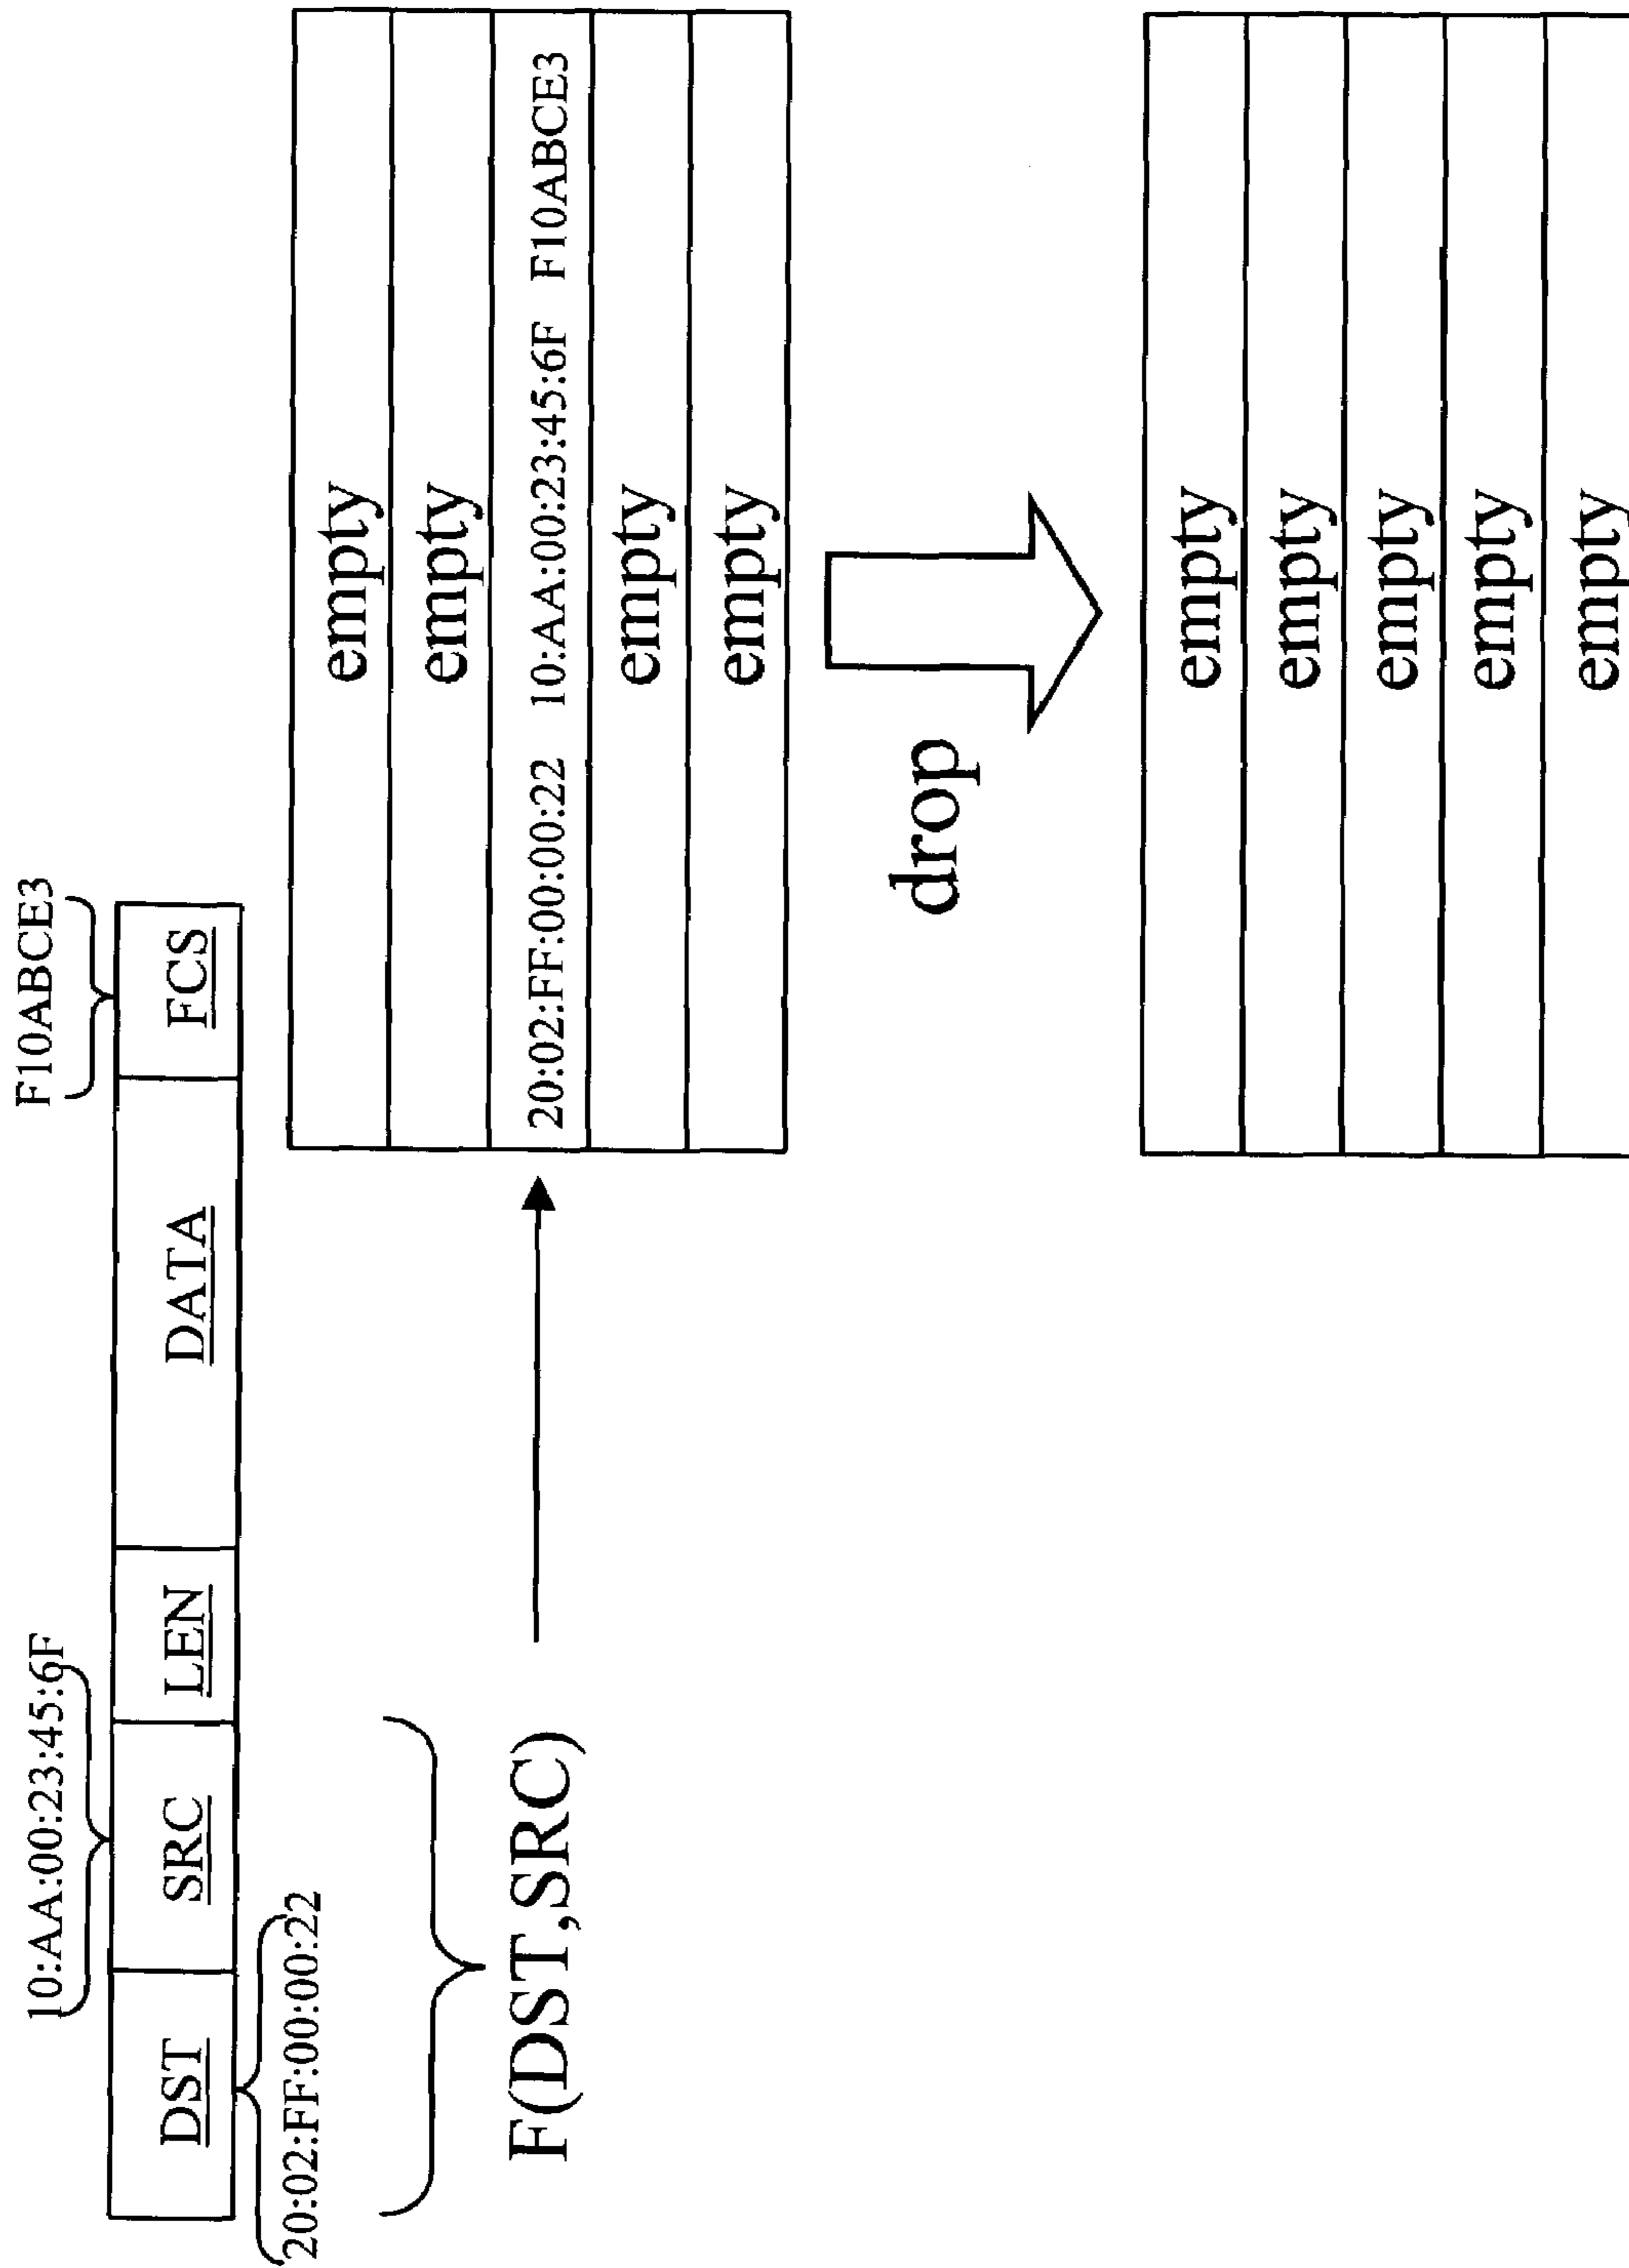 10:AA:00:23:45:6F
F10ABCE3
DST
SRC
LEN
DATA
FCS
20:02:FF:00:00:22
F(DST,SRC)
empty
empty
20:02:FF:00:00:22 10:AA:00:23:45:6F F10ABCE3
empty
empty
drop
empty
empty
empty
empty
empty